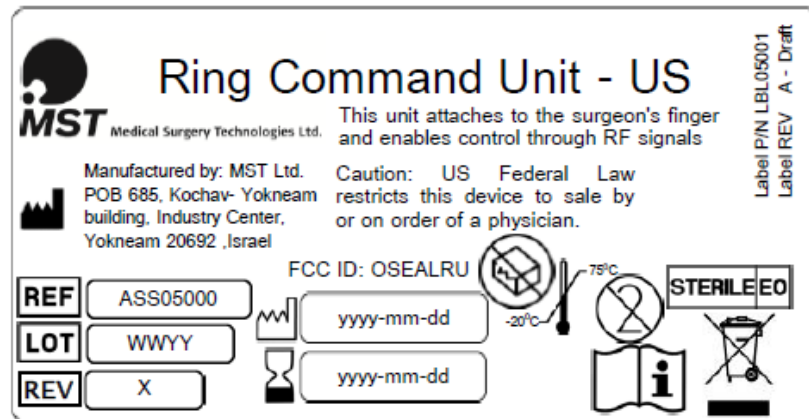 Ring Command Unit - US
MST Medical Surgery Technologies Ltd.
This unit attaches to the surgeon's finger
and enables control through RF signals
Manufactured by: MST Ltd.
POB 685, Kochav- Yokneam
building, Industry Center,
Yokneam 20692 ,Israel
Caution: US Federal Law
restricts this device to sale by
or on order of a physician.
Label P/N LBL05001
Label REV A - Draft
FCC ID: OSEALRU
-20°C
75°C
2
STERILE EO
REF ASS05000
LOT WWYY
REV X
yyyy-mm-dd
yyyy-mm-dd
i